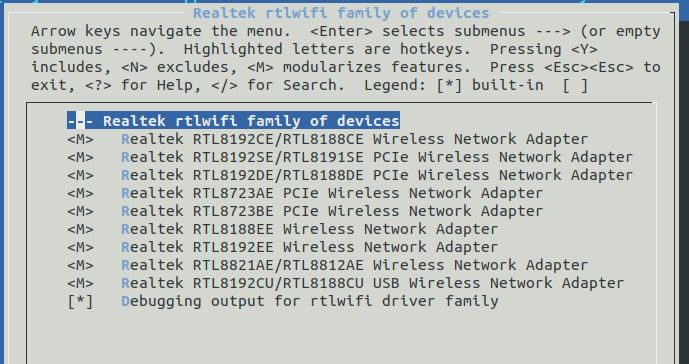 Realtek rtlwifi family of devices
Arrow keys navigate the menu.  <Enter> selects submenus ---> (or empty
submenus ----).  Highlighted letters are hotkeys.  Pressing <Y>
includes, <N> excludes, <M> modularizes features.  Press <Esc><Esc> to
exit, <?> for Help, </> for Search.  Legend: [*] built-in  [ ]
--- Realtek rtlwifi family of devices
<M>   Realtek RTL8192CE/RTL8188CE Wireless Network Adapter
<M>   Realtek RTL8192SE/RTL8191SE PCIe Wireless Network Adapter
<M>   Realtek RTL8192DE/RTL8188DE PCIe Wireless Network Adapter
<M>   Realtek RTL8723AE PCIe Wireless Network Adapter
<M>   Realtek RTL8723BE PCIe Wireless Network Adapter
<M>   Realtek RTL8188EE Wireless Network Adapter
<M>   Realtek RTL8192EE Wireless Network Adapter
<M>   Realtek RTL8821AE/RTL8812AE Wireless Network Adapter
<M>   Realtek RTL8192CU/RTL8188CU USB Wireless Network Adapter
[*]   Debugging output for rtlwifi driver family